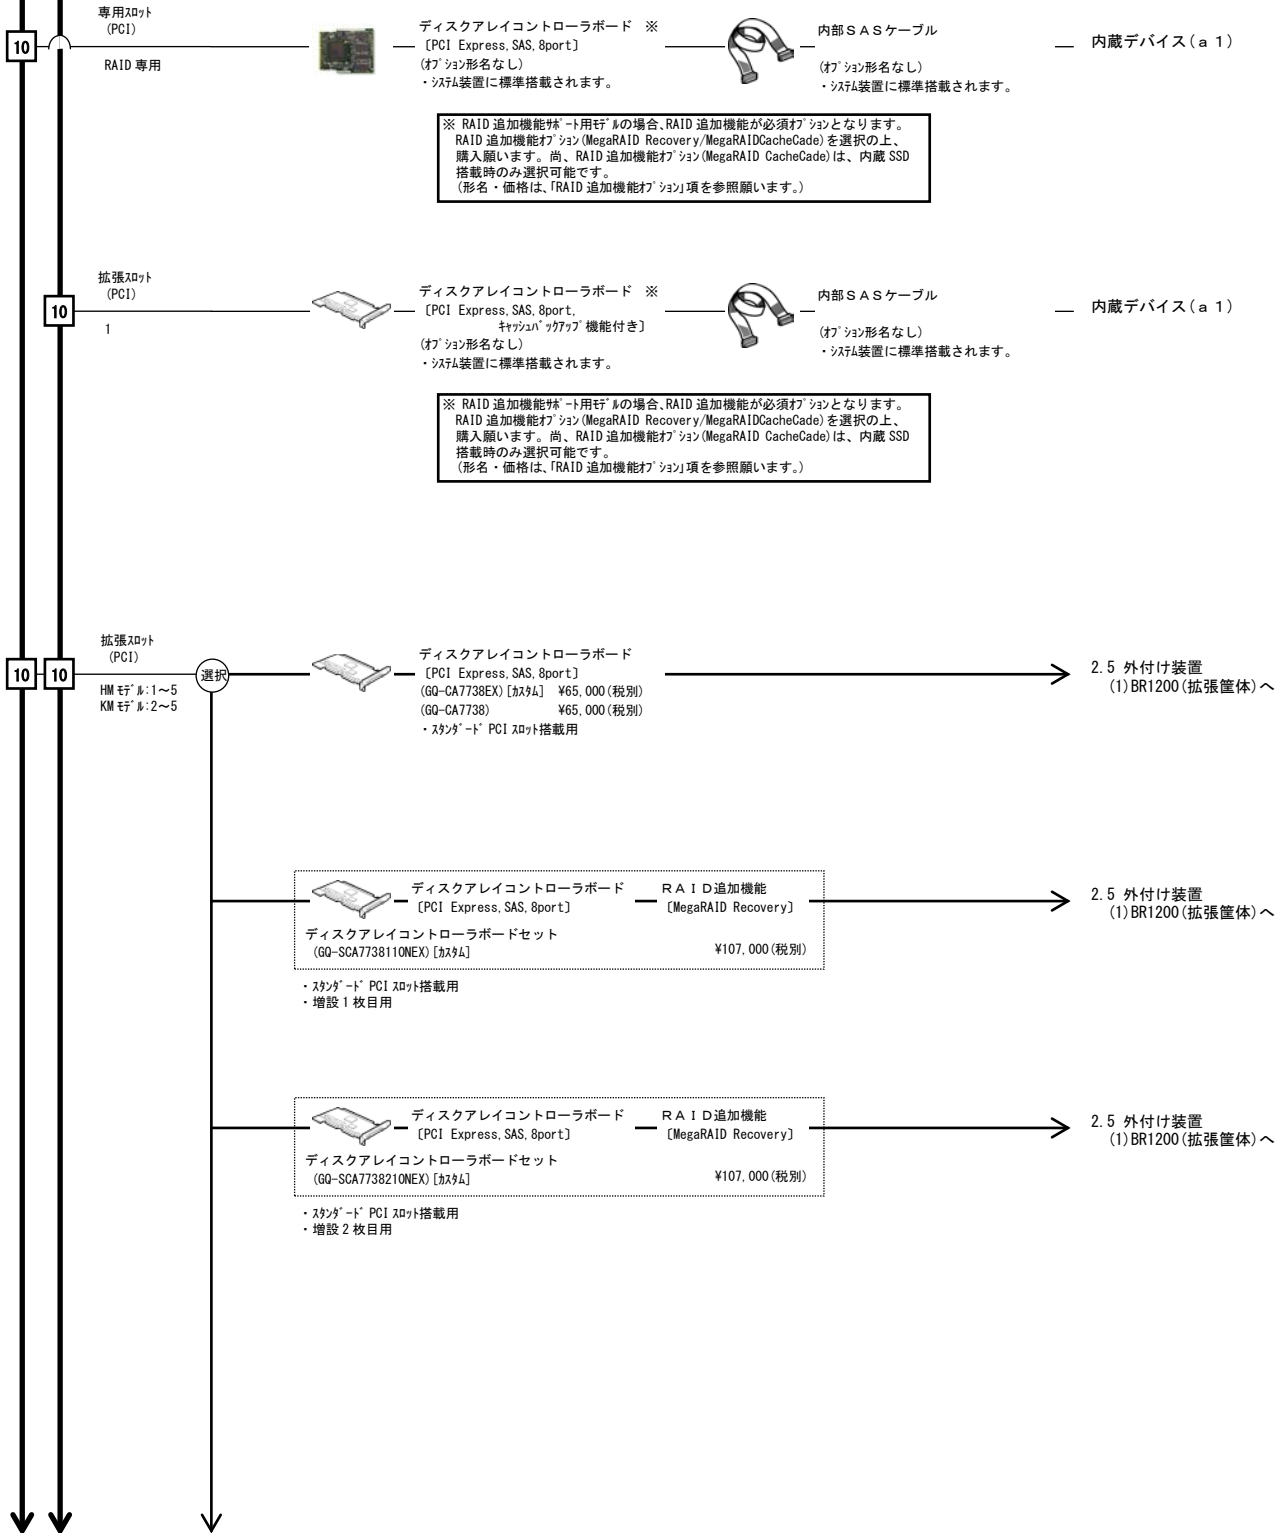 専用ｽﾛｯﾄ
(PCI)
10
RAID 専用
ディスクアレイコントローラボード ※
〔PCI Express,SAS,8port〕
(ｵﾌﾟｼｮﾝ形名なし)
・ｼｽﾃﾑ装置に標準搭載されます。
内部ＳＡＳケーブル
(ｵﾌﾟｼｮﾝ形名なし)
・ｼｽﾃﾑ装置に標準搭載されます。
内蔵デバイス(ａ１)
※ RAID 追加機能ｻﾎﾟｰﾄ用ﾓﾃﾞﾙの場合、RAID 追加機能が必須ｵﾌﾟｼｮﾝとなります。
RAID 追加機能ｵﾌﾟｼｮﾝ(MegaRAID Recovery/MegaRAIDCacheCade)を選択の上、
購入願います。尚、RAID 追加機能ｵﾌﾟｼｮﾝ(MegaRAID CacheCade)は、内蔵 SSD
搭載時のみ選択可能です。
(形名・価格は、「RAID 追加機能ｵﾌﾟｼｮﾝ」項を参照願います。)
拡張ｽﾛｯﾄ
(PCI)
10
1
ディスクアレイコントローラボード ※
〔PCI Express,SAS,8port,
ｷｬｯｼｭﾊﾞｯｸｱｯﾌﾟ機能付き〕
(ｵﾌﾟｼｮﾝ形名なし)
・ｼｽﾃﾑ装置に標準搭載されます。
内部ＳＡＳケーブル
(ｵﾌﾟｼｮﾝ形名なし)
・ｼｽﾃﾑ装置に標準搭載されます。
内蔵デバイス(ａ１)
※ RAID 追加機能ｻﾎﾟｰﾄ用ﾓﾃﾞﾙの場合、RAID 追加機能が必須ｵﾌﾟｼｮﾝとなります。
RAID 追加機能ｵﾌﾟｼｮﾝ(MegaRAID Recovery/MegaRAIDCacheCade)を選択の上、
購入願います。尚、RAID 追加機能ｵﾌﾟｼｮﾝ(MegaRAID CacheCade)は、内蔵 SSD
搭載時のみ選択可能です。
(形名・価格は、「RAID 追加機能ｵﾌﾟｼｮﾝ」項を参照願います。)
拡張ｽﾛｯﾄ
(PCI)
10 10
HM ﾓﾃﾞﾙ:1～5
KM ﾓﾃﾞﾙ:2～5
選択
ディスクアレイコントローラボード
〔PCI Express,SAS,8port〕
(GQ-CA7738EX)[ｶｽﾀﾑ] ¥65,000(税別)
(GQ-CA7738) ¥65,000(税別)
・ｽﾀﾝﾀﾞｰﾄﾞ PCI ｽﾛｯﾄ搭載用
2.5 外付け装置
(1)BR1200(拡張筐体)へ
ディスクアレイコントローラボード
〔PCI Express,SAS,8port〕
ＲＡＩＤ追加機能
〔MegaRAID Recovery〕
ディスクアレイコントローラボードセット
(GQ-SCA7738110NEX)[ｶｽﾀﾑ] ¥107,000(税別)
・ｽﾀﾝﾀﾞｰﾄﾞ PCI ｽﾛｯﾄ搭載用
・増設 1 枚目用
2.5 外付け装置
(1)BR1200(拡張筐体)へ
ディスクアレイコントローラボード
〔PCI Express,SAS,8port〕
ＲＡＩＤ追加機能
〔MegaRAID Recovery〕
ディスクアレイコントローラボードセット
(GQ-SCA7738210NEX)[ｶｽﾀﾑ] ¥107,000(税別)
・ｽﾀﾝﾀﾞｰﾄﾞ PCI ｽﾛｯﾄ搭載用
・増設 2 枚目用
2.5 外付け装置
(1)BR1200(拡張筐体)へ